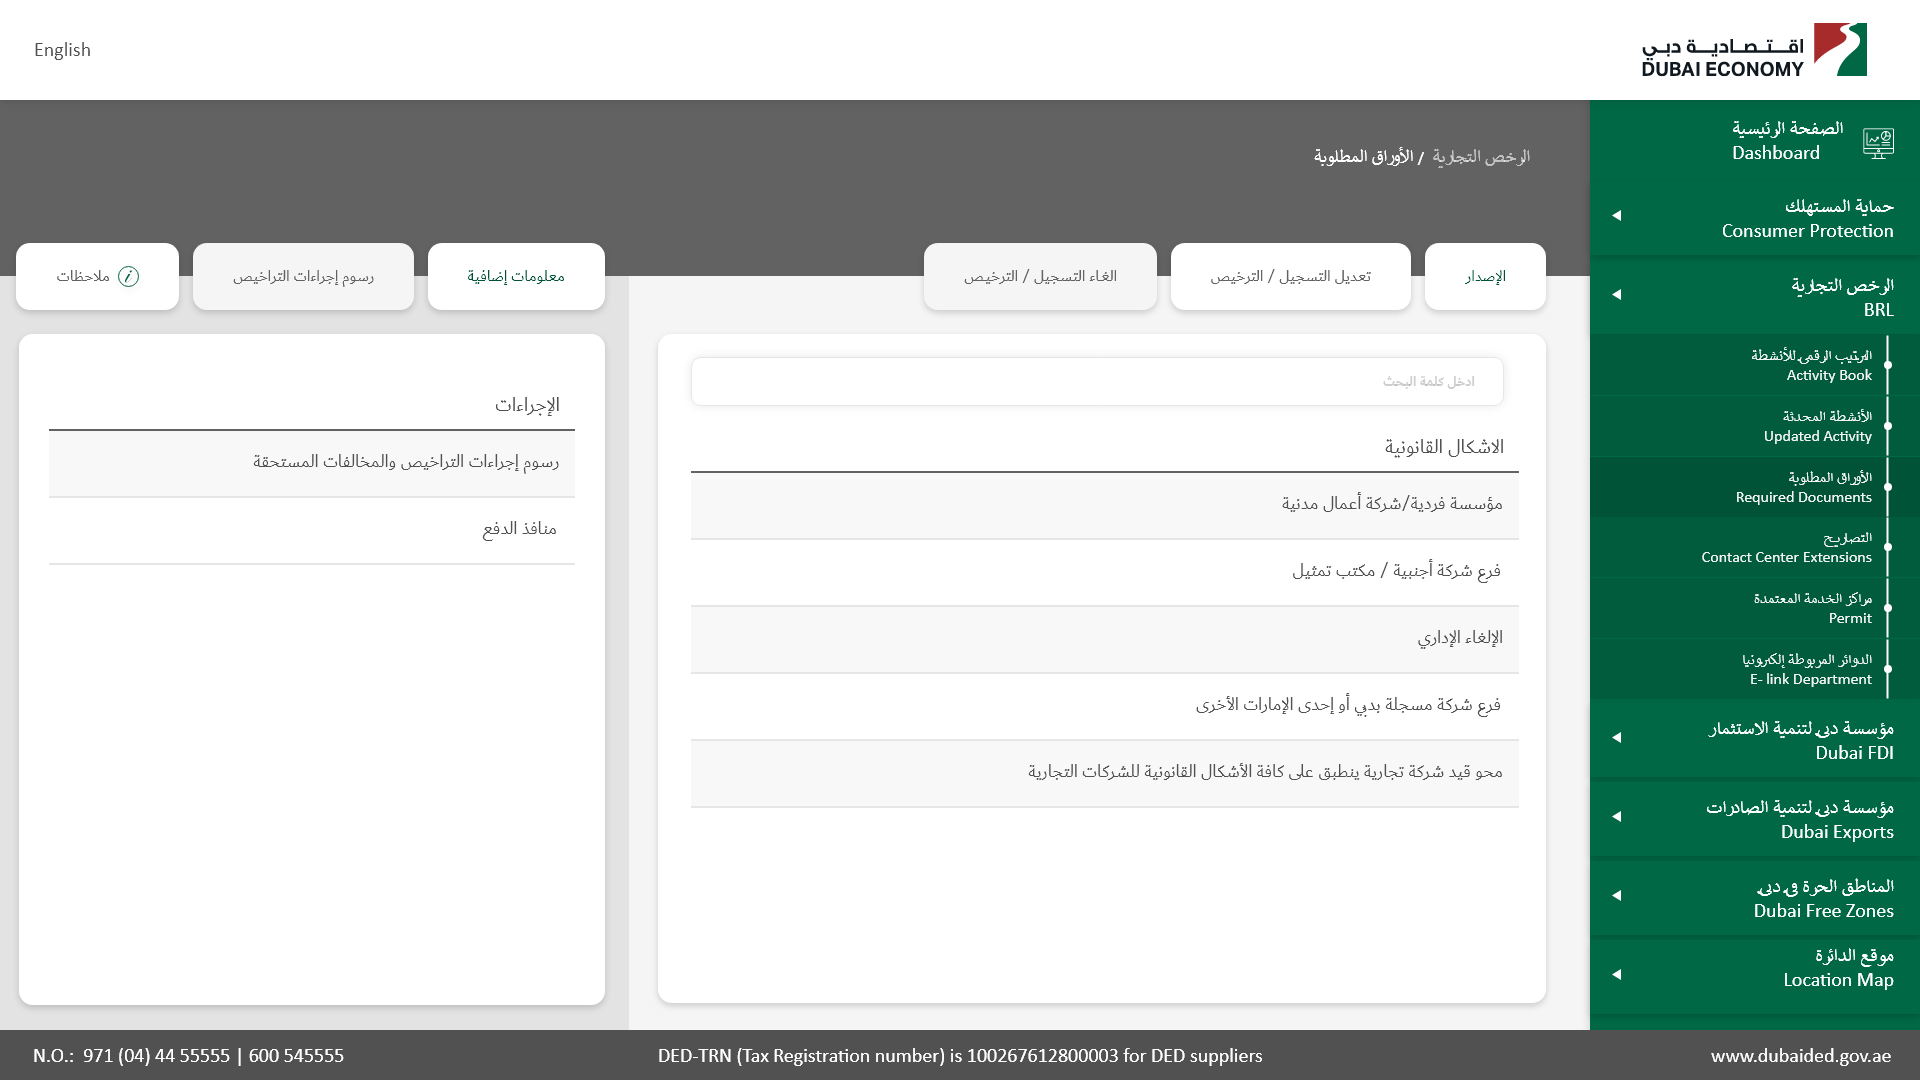 English
اقتصادية دبي
DUBAI ECONOMY
الصفحة الرئيسية
Dashboard
حماية المستهلك
Consumer Protection
الرخص التجارية
BRL
الترتيب الرقمي للأنشطة
Activity Book
الأنشطة المحدثة
Updated Activity
الأوراق المطلوبة
Required Documents
التصاريح
Contact Center Extensions
مراكز الخدمة المعتمدة
Permit
الدوائر المربوطة إلكترونيا
E- link Department
مؤسسة دبي لتنمية الاستثمار
Dubai FDI
مؤسسة دبي لتنمية الصادرات
Dubai Exports
المناطق الحرة في دبي
Dubai Free Zones
موقع الدائرة
Location Map
الرخص التجارية / الأوراق المطلوبة
الإصدار
تعديل التسجيل / الترخيص
الغاء التسجيل / الترخيص
معلومات إضافية
رسوم إجراءات التراخيص
ملاحظات
ادخل كلمة البحث
الاشكال القانونية
مؤسسة فردية/شركة أعمال مدنية
فرع شركة أجنبية / مكتب تمثيل
الإلغاء الإداري
فرع شركة مسجلة بدبي أو إحدى الإمارات الأخرى
محو قيد شركة تجارية ينطبق على كافة الأشكال القانونية للشركات التجارية
الإجراءات
رسوم إجراءات التراخيص والمخالفات المستحقة
منافذ الدفع
N.O.: 971 (04) 44 55555 | 600 545555
DED-TRN (Tax Registration number) is 100267612800003 for DED suppliers
www.dubaided.gov.ae